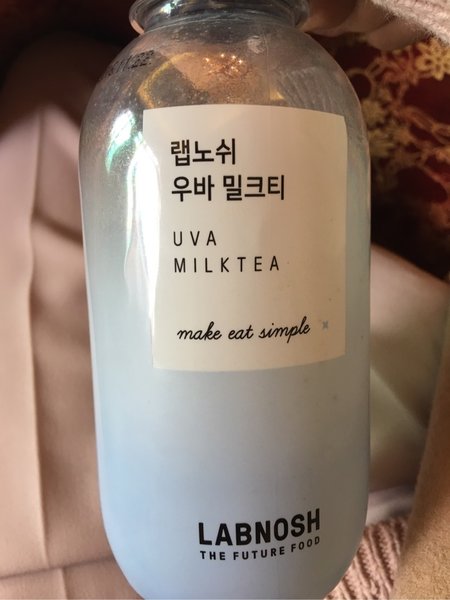 랩노쉬
우바 밀크티
UVA
MILKTEA
make eat simple
LABNOSH
THE FUTURE FOOD